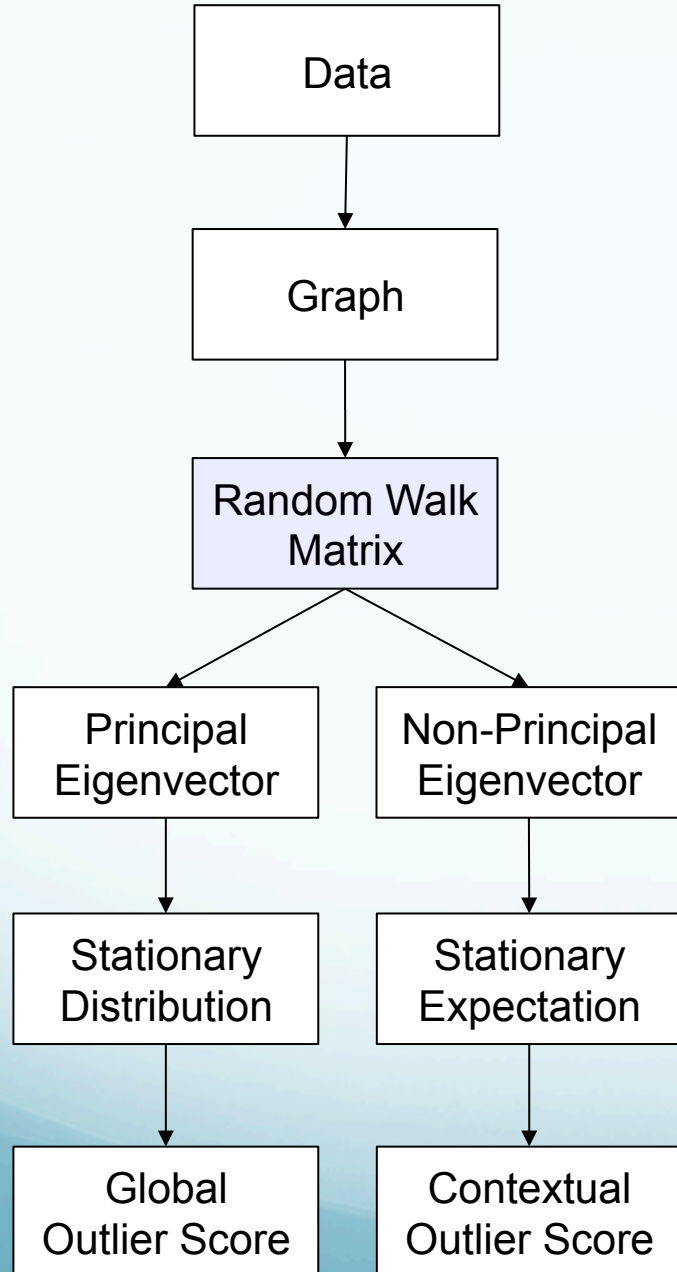 Data
Graph
Random Walk
Matrix
Principal
Eigenvector
Non-Principal
Eigenvector
Stationary
Distribution
Stationary
Expectation
Global
Outlier Score
Contextual
Outlier Score